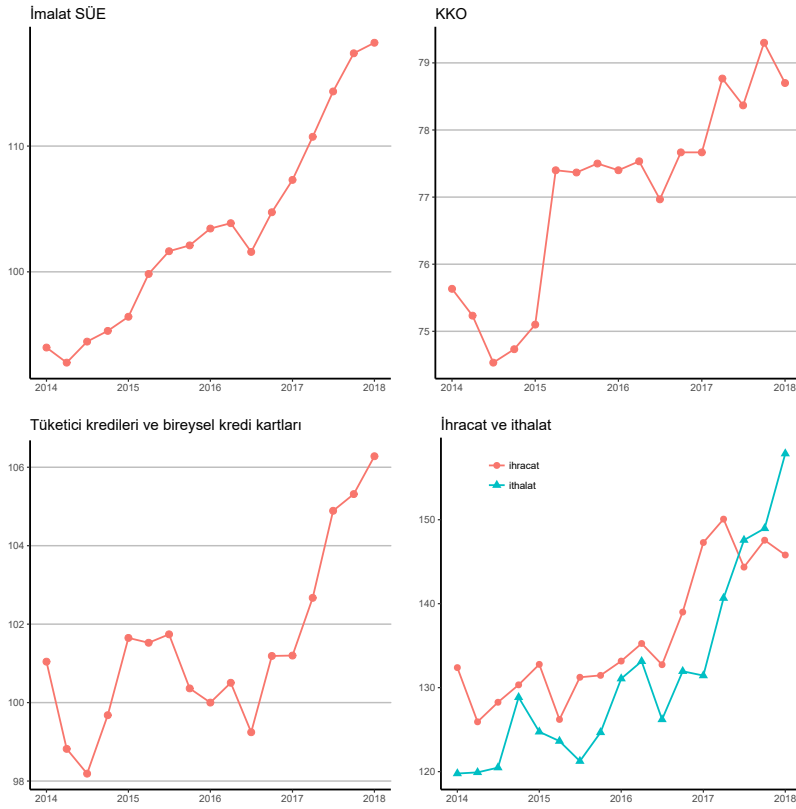 İmalat SÜE
110
100
2014 2015 2016 2017 2018
KKO
79
78
77
76
75
2014 2015 2016 2017 2018
Tüketici kredileri ve bireysel kredi kartları
106
104
102
100
98
2014 2015 2016 2017 2018
İhracat ve ithalat
ihracat
ithalat
150
140
130
120
2014 2015 2016 2017 2018